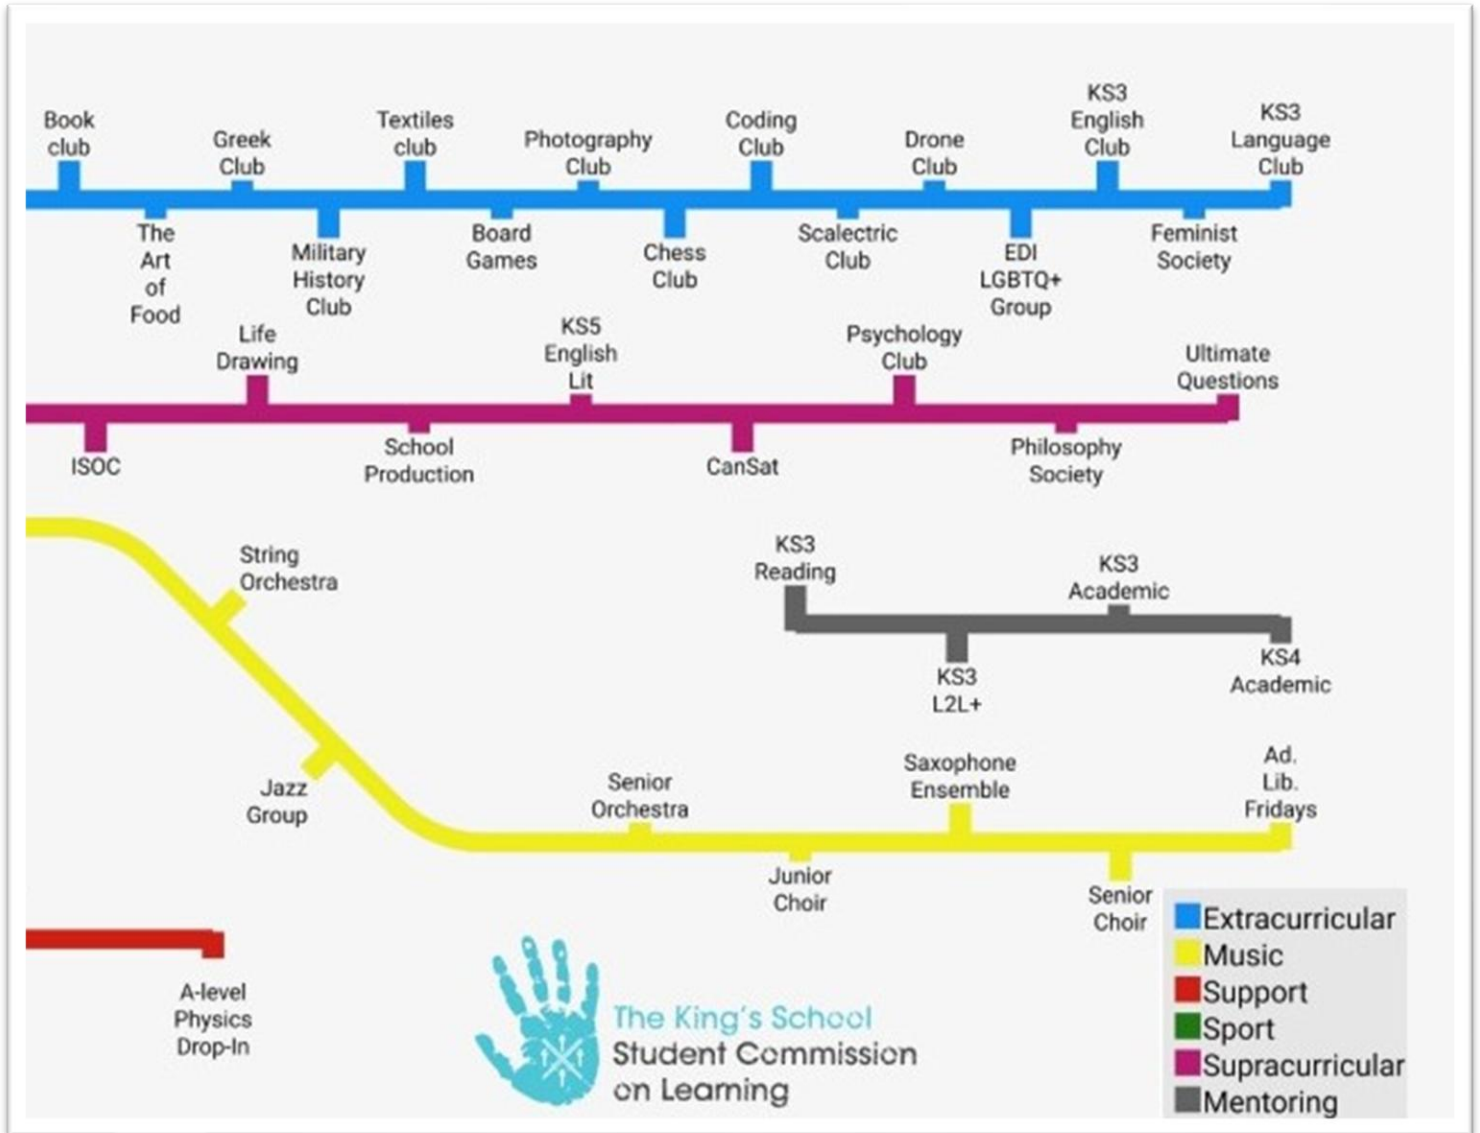 Book
club
Greek
Club
Textiles
club
Photography
Club
Coding
Club
Drone
Club
KS3
English
Club
KS3
Language
Club
The
Art
of
Food
Military
History
Club
Board
Games
Chess
Club
Scalectric
Club
EDI
LGBTQ+
Group
Feminist
Society
Life
Drawing
KS5
English
Lit
Psychology
Club
Ultimate
Questions
ISOC
School
Production
CanSat
Philosophy
Society
String
Orchestra
KS3
Reading
KS3
Academic
KS3
L2L+
KS4
Academic
Jazz
Group
Senior
Orchestra
Saxophone
Ensemble
Ad.
Lib.
Fridays
Junior
Choir
Senior
Choir
A-level
Physics
Drop-In
The King's School
Student Commission
on Learning
Extracurricular
Music
Support
Sport
Supracurricular
Mentoring